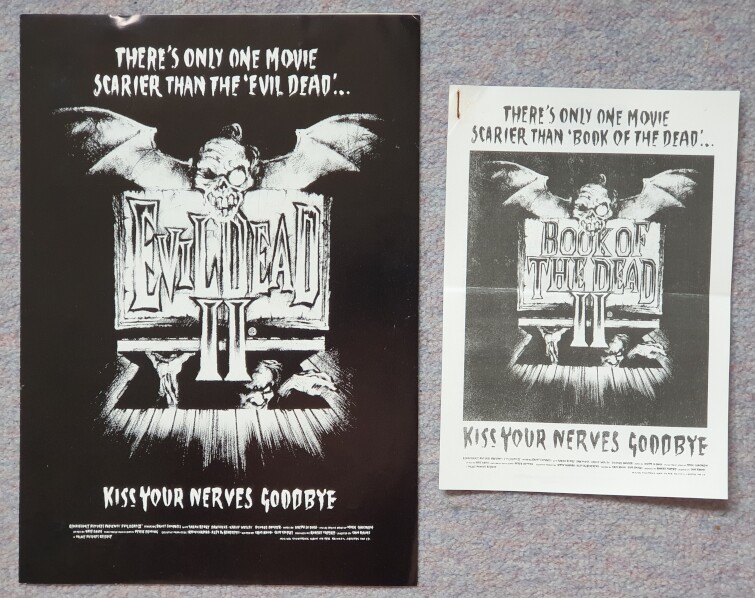 THERE'S ONLY ONE MOVIE
SCARIER THAN THE 'EVIL DEAD'...
EVIL DEAD
II
®
KISS YOUR NERVES GOODBYE
THERE'S ONLY ONE MOVIE
SCARIER THAN 'BOOK OF THE DEAD'...
BOOK OF
THE DEAD
II
KISS YOUR NERVES GOODBYE